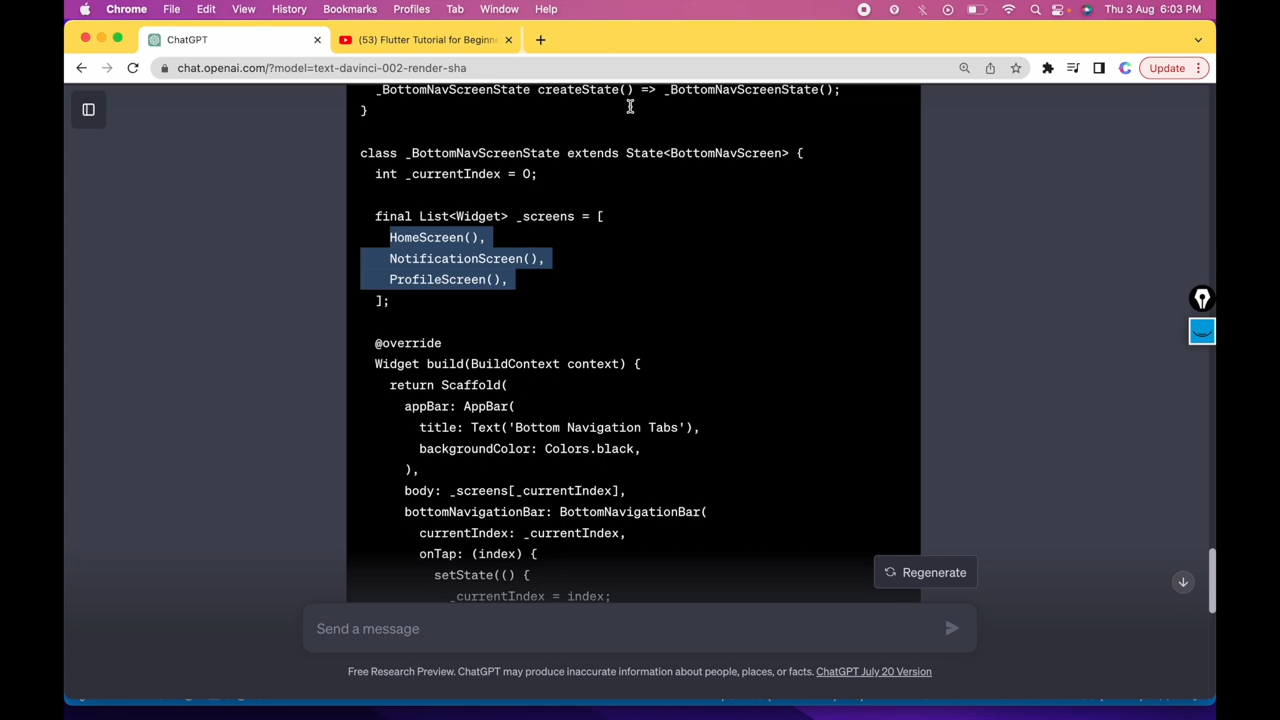 Chrome File Edit View History Bookmarks Profiles Tab Window Help Thu 3 Aug 6:03 PM
ChatGPT
(53) Flutter Tutorial for Beginn
chat.openai.com/?model=text-davinci-002-render-sha
Update
_BottomNavScreenState createState() => _BottomNavScreenState();
}
class _BottomNavScreenState extends State<BottomNavScreen> {
int _currentIndex = 0;
final List<Widget> _screens = [
HomeScreen(),
NotificationScreen(),
ProfileScreen(),
];
@override
Widget build(BuildContext context) {
return Scaffold(
appBar: AppBar(
title: Text('Bottom Navigation Tabs'),
backgroundColor: Colors.black,
),
body: _screens[_currentIndex],
bottomNavigationBar: BottomNavigationBar(
currentIndex: _currentIndex,
onTap: (index) {
setState(() {
_currentIndex = index;
Regenerate
Send a message
Free Research Preview. ChatGPT may produce inaccurate information about people, places, or facts. ChatGPT July 20 Version